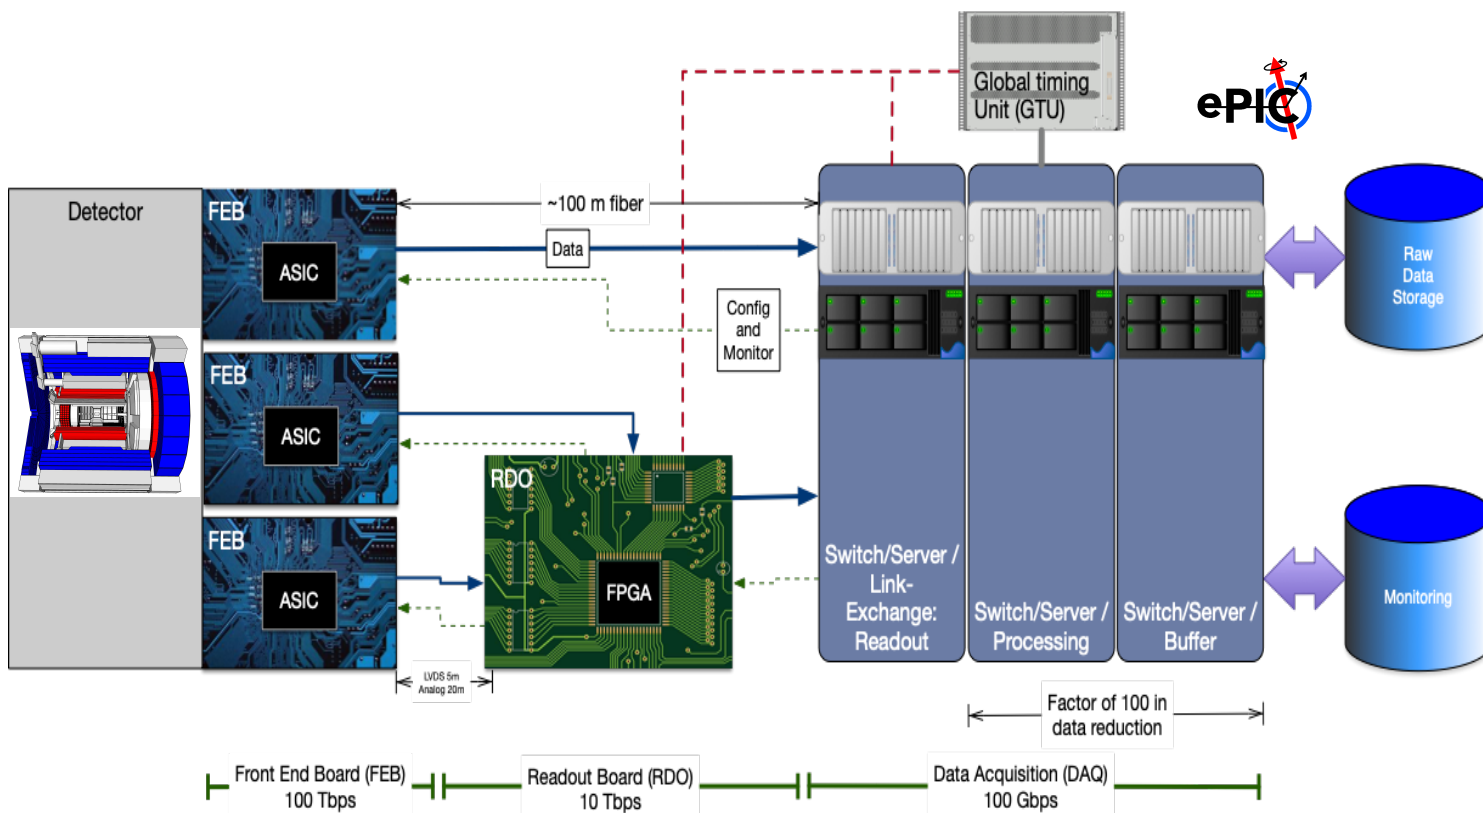 Global timing
Unit (GTU)
ePIC
Detector
FEB
ASIC
~100 m fiber
Data
Config
and
Monitor
Raw
Data
Storage
FEB
ASIC
RDO
FPGA
FEB
ASIC
LVDS 5m
Analog 20m
Switch/Server /
Link-
Exchange:
Readout
Switch/Server /
Processing
Switch/Server /
Buffer
Monitoring
Factor of 100 in
data reduction
Front End Board (FEB)
100 Tbps
Readout Board (RDO)
10 Tbps
Data Acquisition (DAQ)
100 Gbps